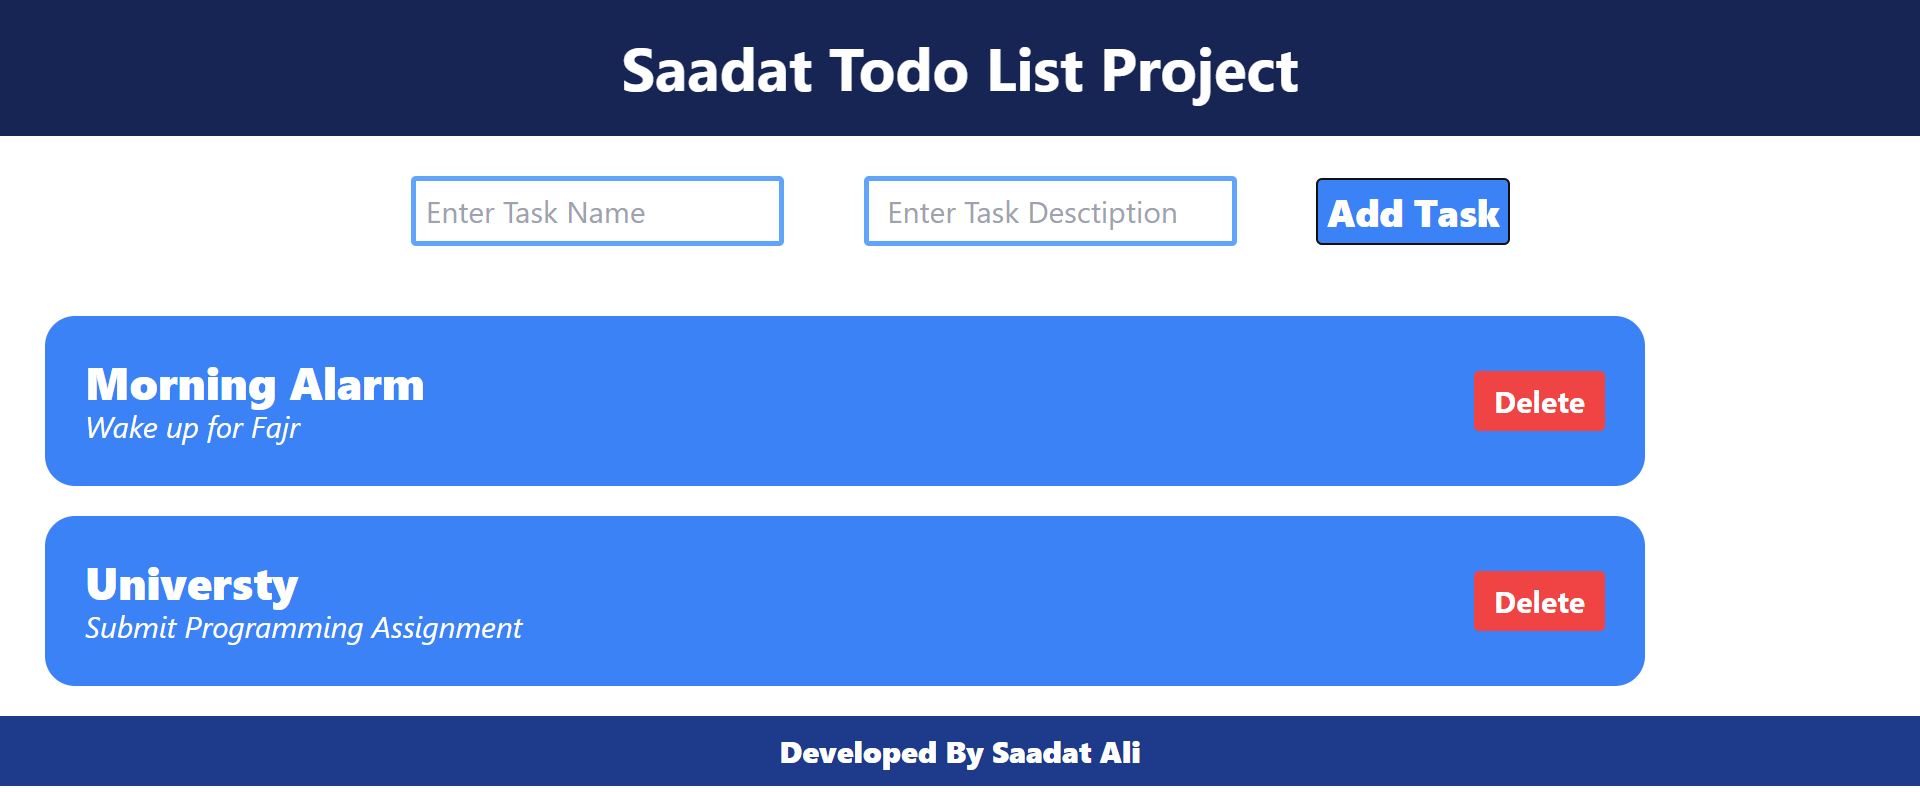 Saadat Todo List Project
Enter Task Name
Enter Task Desctiption
Add Task
Morning Alarm
Wake up for Fajr
Delete
Universty
Submit Programming Assignment
Delete
Developed By Saadat Ali